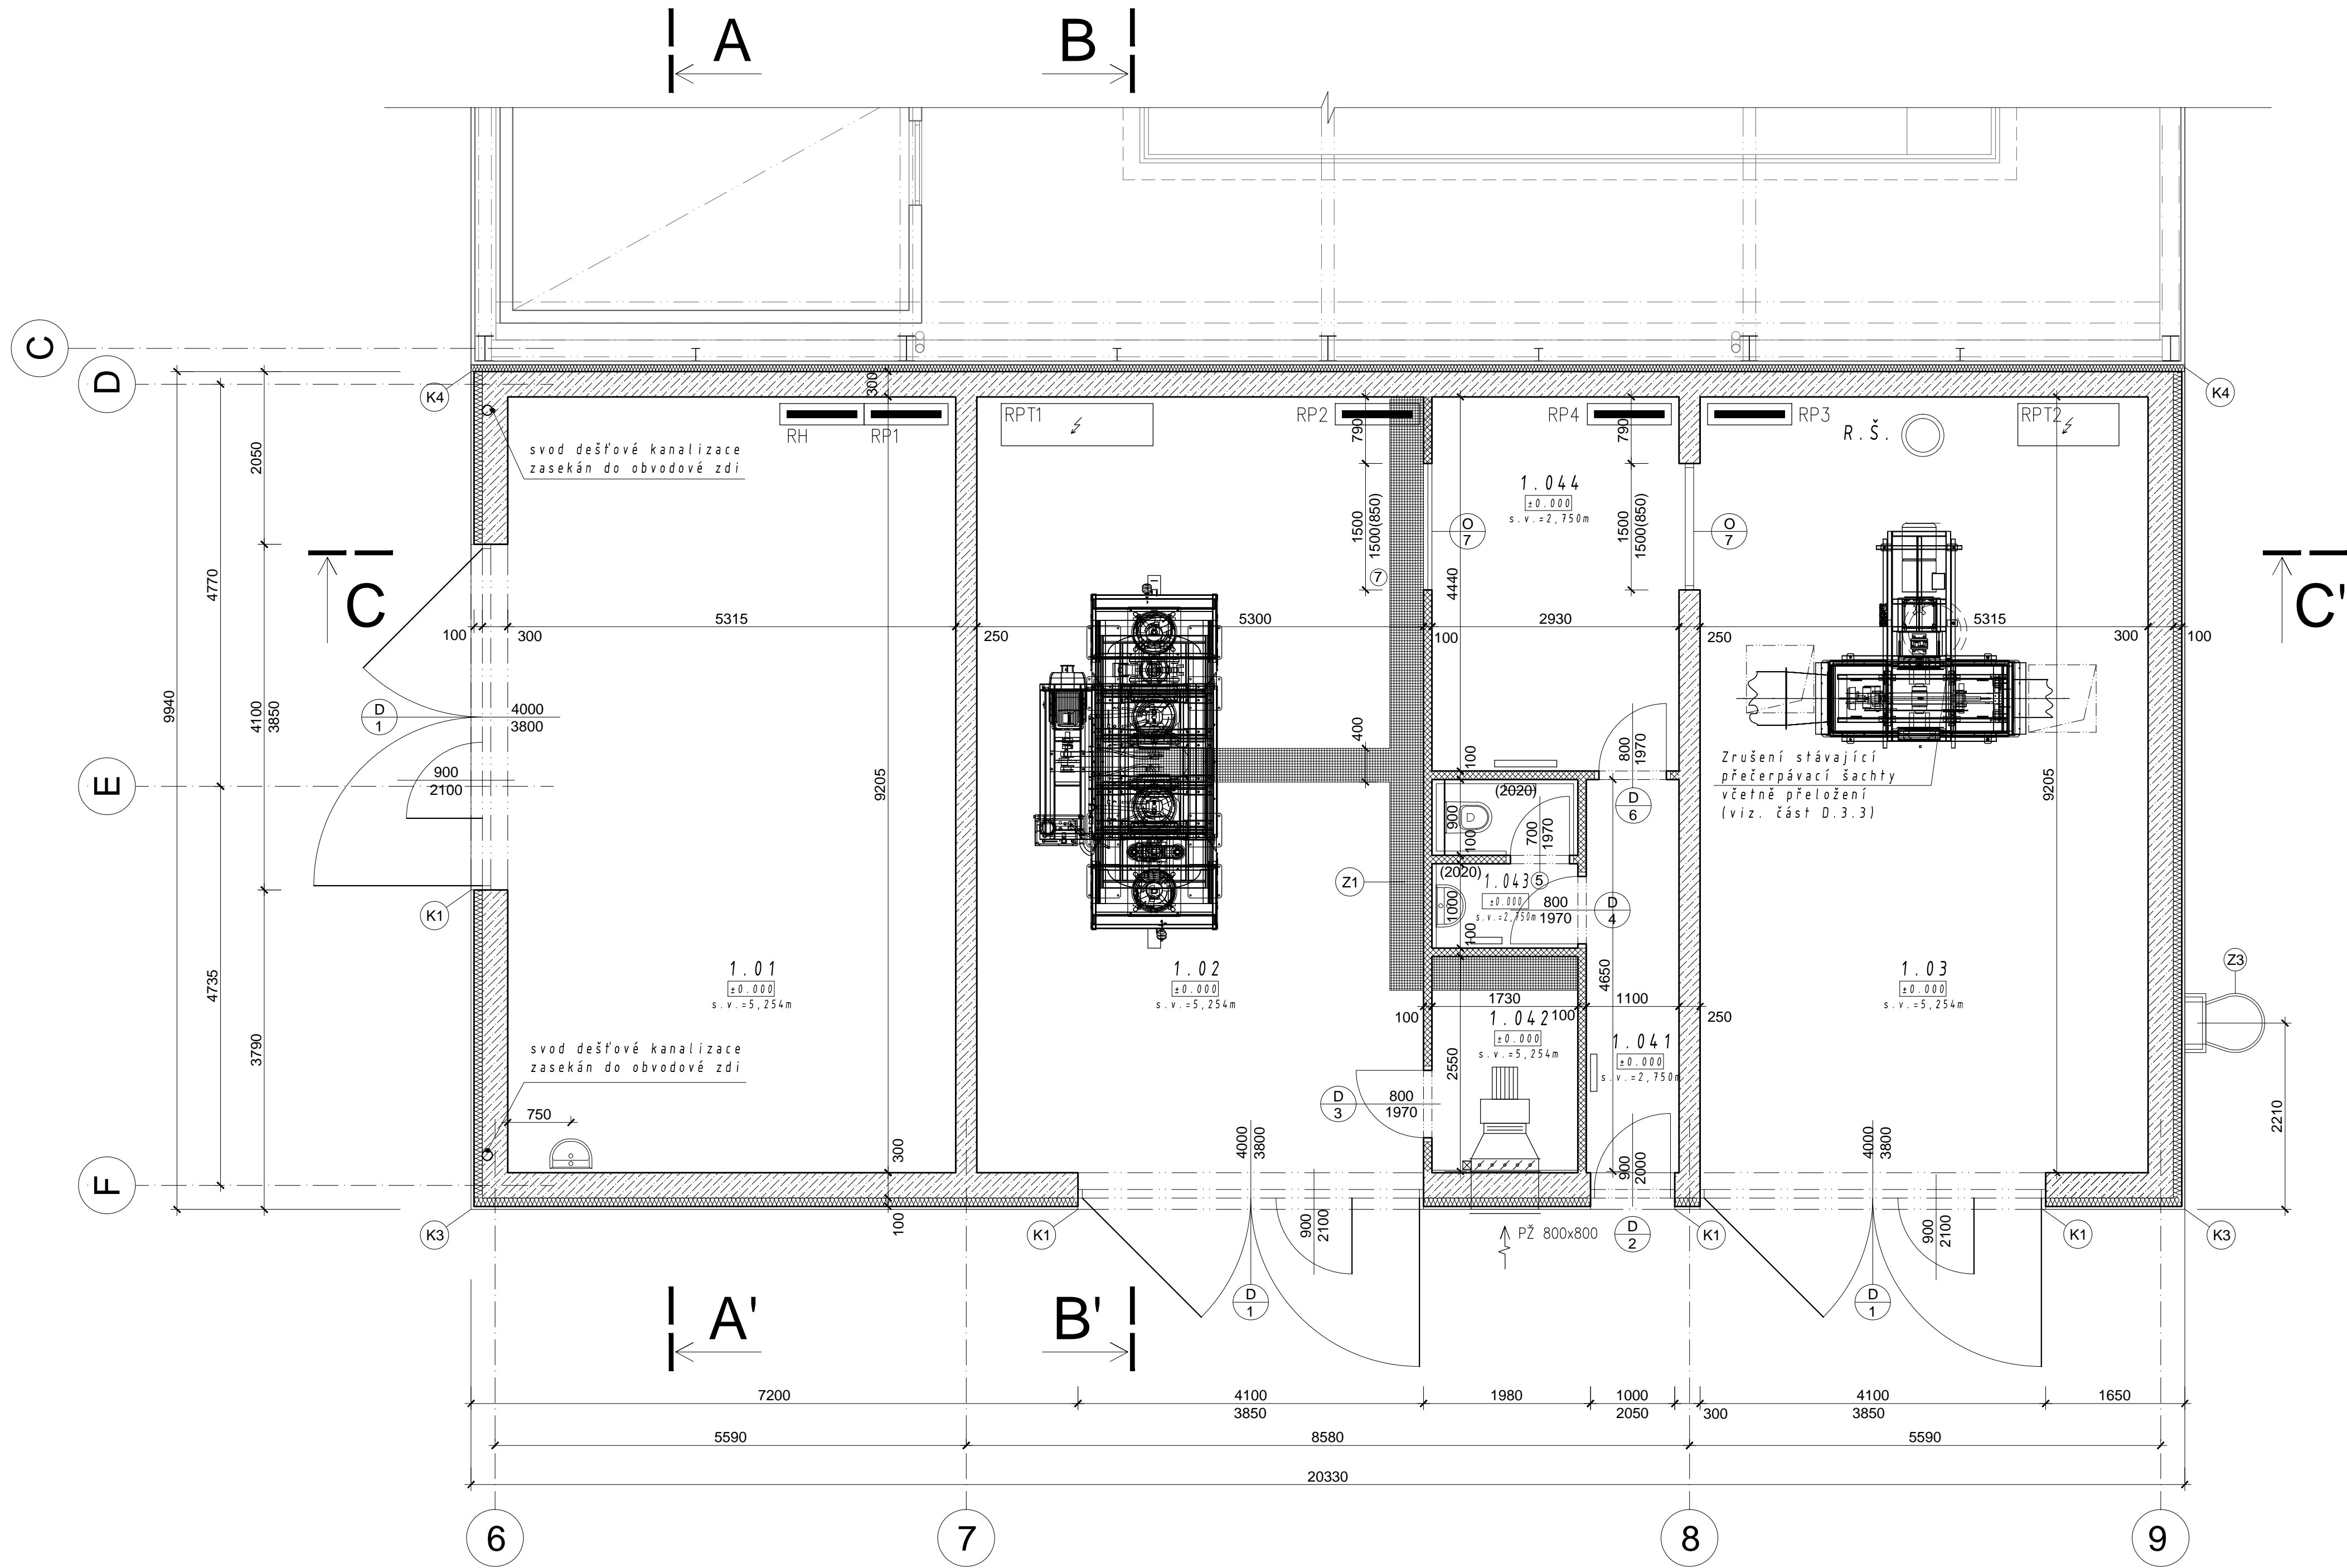 A
B
C
D
K4
K4
300
RH
RP1
RPT1
RP2
RP4
RP3
RPT2
R.Š.
svod dešťové kanalizace
zasekán do obvodové zdi
790
790
2050
1.044
±0.000
s.v.=2,750m
1500
1500(850)
1500
1500(850)
O
7
O
7
7
4440
C
C'
4770
100
300
5315
250
5300
100
2930
250
5315
300
100
9940
4100
3850
D
1
4000
3800
400
800
1970
100
Zrušení stávající
přečerpávací šachty
včetně přeložení
(viz. část D.3.3)
E
900
2100
9205
9205
(2020)
D
6
900
700
1970
100
(2020)
1.043
5
±0.000
s.v.=2,750m
1000
800
1970
D
4
Z1
K1
100
4735
1.01
±0.000
s.v.=5,254m
1.02
±0.000
s.v.=5,254m
4650
1.03
±0.000
s.v.=5,254m
Z3
1730
1100
100
100
250
1.042
±0.000
s.v.=5,254m
1.041
±0.000
s.v.=2,750m
3790
svod dešťové kanalizace
zasekán do obvodové zdi
2550
750
D
3
800
1970
2210
300
4000
3800
900
2000
4000
3800
F
100
K3
K1
900
2100
PŽ 800x800
D
2
K1
900
2100
K1
K3
A'
B'
D
1
D
1
7200
4100
3850
1980
1000
2050
300
4100
3850
1650
5590
8580
5590
20330
6
7
8
9